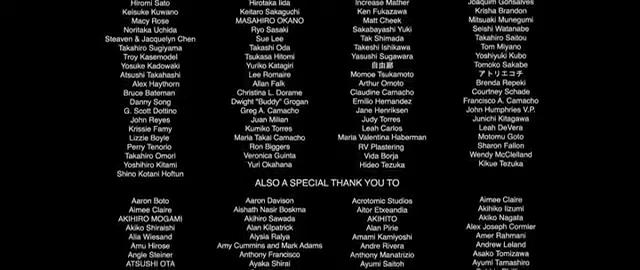 Hiromi Sato
Keisuke Kuwano
Macy Rose
Noritaka Uchida
Steaven & Jacquelyn Chen
Takahiro Sugiyama
Troy Kasemodel
Yosuke Kadowaki
Atsushi Takahashi
Alex Haythorn
Bruce Bateman
Danny Song
G. Scott Dottino
John Reyes
Krissie Famy
Lizzie Boyle
Perry Tenorio
Takahiro Omori
Yoshihiro Kitami
Shino Kotani Hoftun
Hirotaka Iida
Keitaro Sakaguchi
MASAHIRO OKANO
Ryo Sasaki
Sue Lee
Takashi Oda
Tsukasa Hitomi
Yuriko Katagiri
Lee Romaire
Allan Falk
Christina L. Dorame
Dwight "Buddy" Grogan
Greg A. Camacho
Juan Milian
Kumiko Torres
Maria Takai Camacho
Ron Biggers
Veronica Guinta
Yuri Okahana
Increase Mather
Ken Fukazawa
Matt Cheek
Sakabayashi Yuki
Tak Shimada
Takeshi Ishikawa
Yasushi Sugawara
自由郎
Momoe Tsukamoto
Arthur Omoto
Claudine Camacho
Emilio Hernandez
Jane Henriksen
Judy Torres
Leah Carlos
Maria Valentina Haberman
RV Plastering
Vida Borja
Hideo Tezuka
Joaquim Gonsalves
Krisha Brandon
Mitsuaki Munegumi
Seishi Watanabe
Takahiro Saitou
Tom Miyano
Yoshiyuki Kubo
Tomoko Sakabe
アトリエコチ
Brenda Repeki
Courtney Schade
Francisco A. Camacho
John Humphries V.P.
Junichi Kitagawa
Leah DeVera
Motomu Goto
Sharon Fallon
Wendy McClelland
Kikue Tezuka
ALSO A SPECIAL THANK YOU TO
Aaron Boto
Aimee Claire
AKIHIRO MOGAMI
Akiko Shiraishi
Alia Wiesand
Amu Hirose
Angie Steiner
ATSUSHI OTA
Aaron Davison
Aishath Nasir Boskma
Akihiro Sawada
Alan Kilpatrick
Alysia Ralya
Amy Cummins and Mark Adams
Anthony Francisco
Ayaka Shirai
Acrotomic Studios
Aitor Etxeandia
AKIHITO
Alan Pirie
Amami Kamiyoshi
Andre Rivera
Anthony Manatrizio
Ayumi Saitoh
Aimee Claire
Akihiko Iizumi
Akiko Nagata
Alex Joseph Cormier
Amer Rahmani
Andrew Leland
Asako Tomizawa
Ayumi Tamashiro